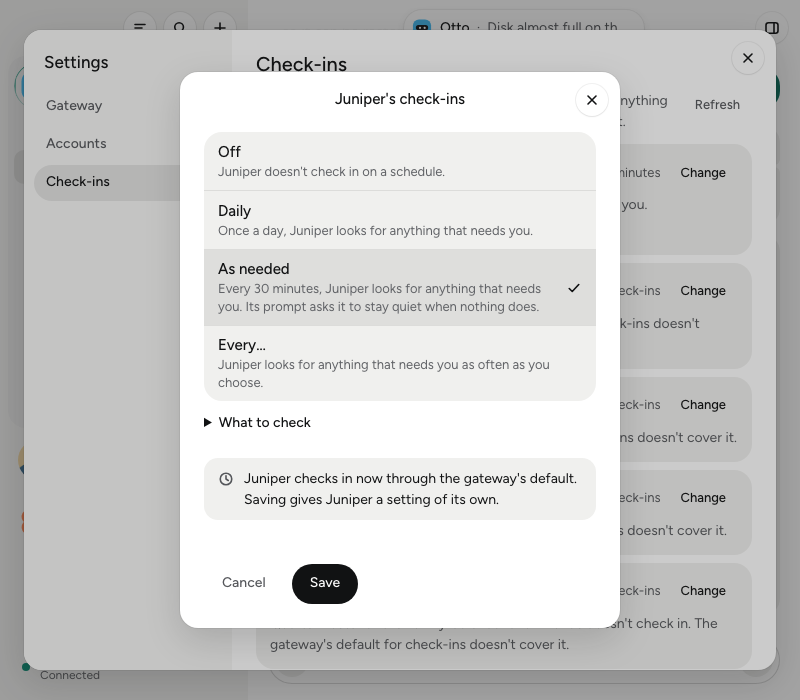 Otto · Disk almost full on th
Settings
Check-ins
Gateway
Accounts
Check-ins
nything
Refresh
Juniper's check-ins
Off
Juniper doesn't check in on a schedule.
Daily
Once a day, Juniper looks for anything that needs you.
As needed
Every 30 minutes, Juniper looks for anything that needs
you. Its prompt asks it to stay quiet when nothing does.
Every…
Juniper looks for anything that needs you as often as you
choose.
What to check
Juniper checks in now through the gateway's default.
Saving gives Juniper a setting of its own.
Cancel
Save
minutes
Change
you.
eck-ins
Change
k-ins doesn't
eck-ins
Change
ns doesn't cover it.
eck-ins
Change
s doesn't cover it.
eck-ins
Change
sn't check in. The
gateway's default for check-ins doesn't cover it.
Connected